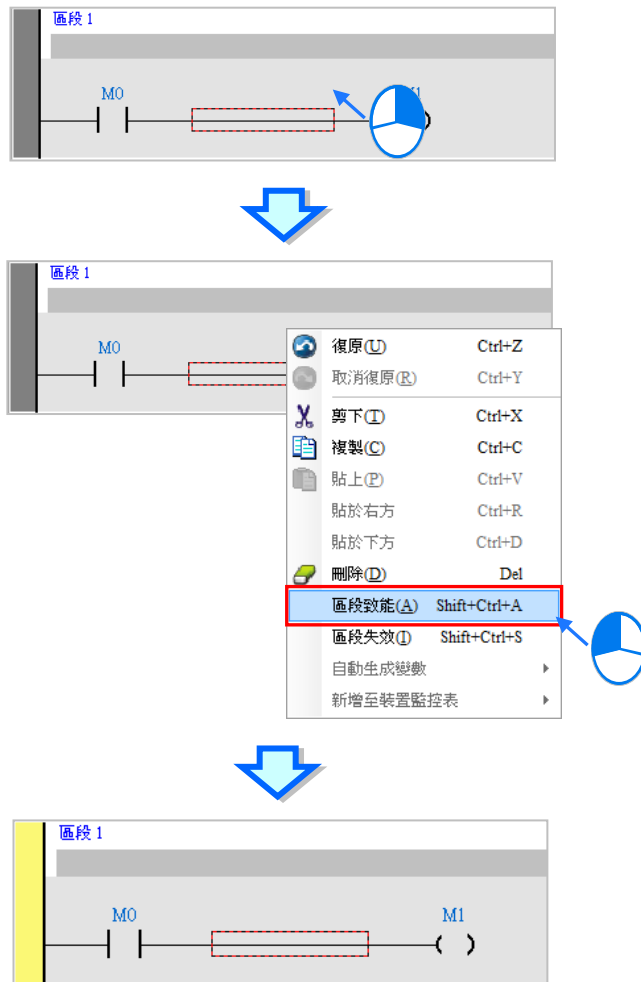 區段 1
M0
區段 1
M0
復原(U) Ctrl+Z
取消復原(R) Ctrl+Y
剪下(T) Ctrl+X
複製(C) Ctrl+C
貼上(P) Ctrl+V
貼於右方 Ctrl+R
貼於下方 Ctrl+D
刪除(D) Del
區段致能(A) Shift+Ctrl+A
區段失效(I) Shift+Ctrl+S
自動生成變數
新增至裝置監控表
區段 1
M0 M1